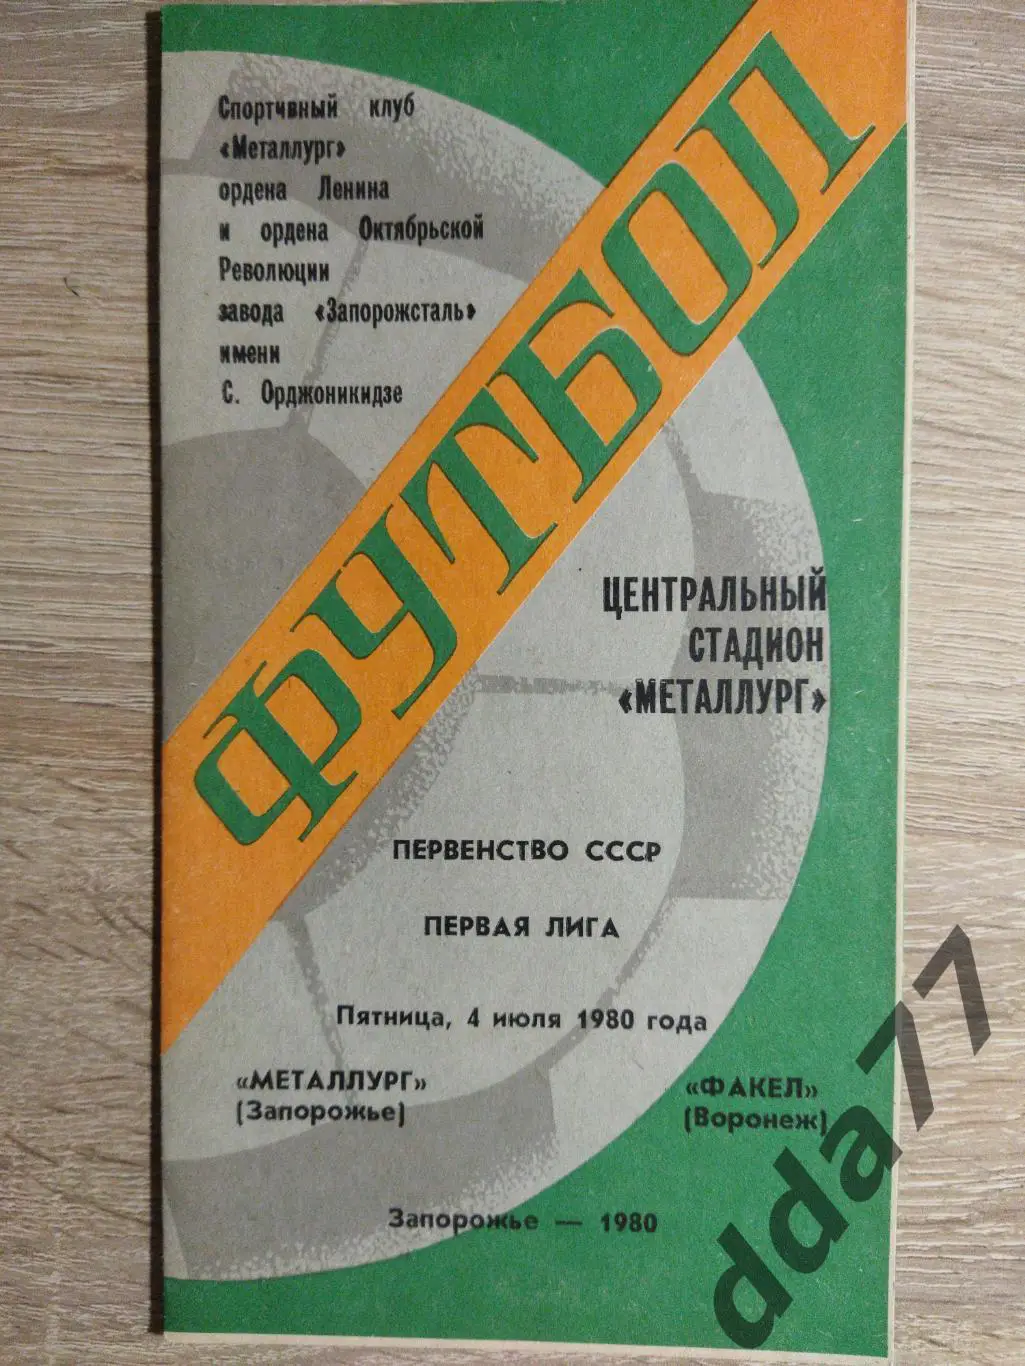 Спортивный клуб
«Металлург»
ордена Ленина
и ордена Октябрьской
Революции
завода «Запорожсталь»
имени
С. Орджоникидзе
ФУТБОЛ
ЦЕНТРАЛЬНЫЙ
СТАДИОН
«МЕТАЛЛУРГ»
ПЕРВЕНСТВО СССР
ПЕРВАЯ ЛИГА
Пятница, 4 июля 1980 года
«МЕТАЛЛУРГ»
(Запорожье)
«ФАКЕЛ»
(Воронеж)
Запорожье — 1980
dda77